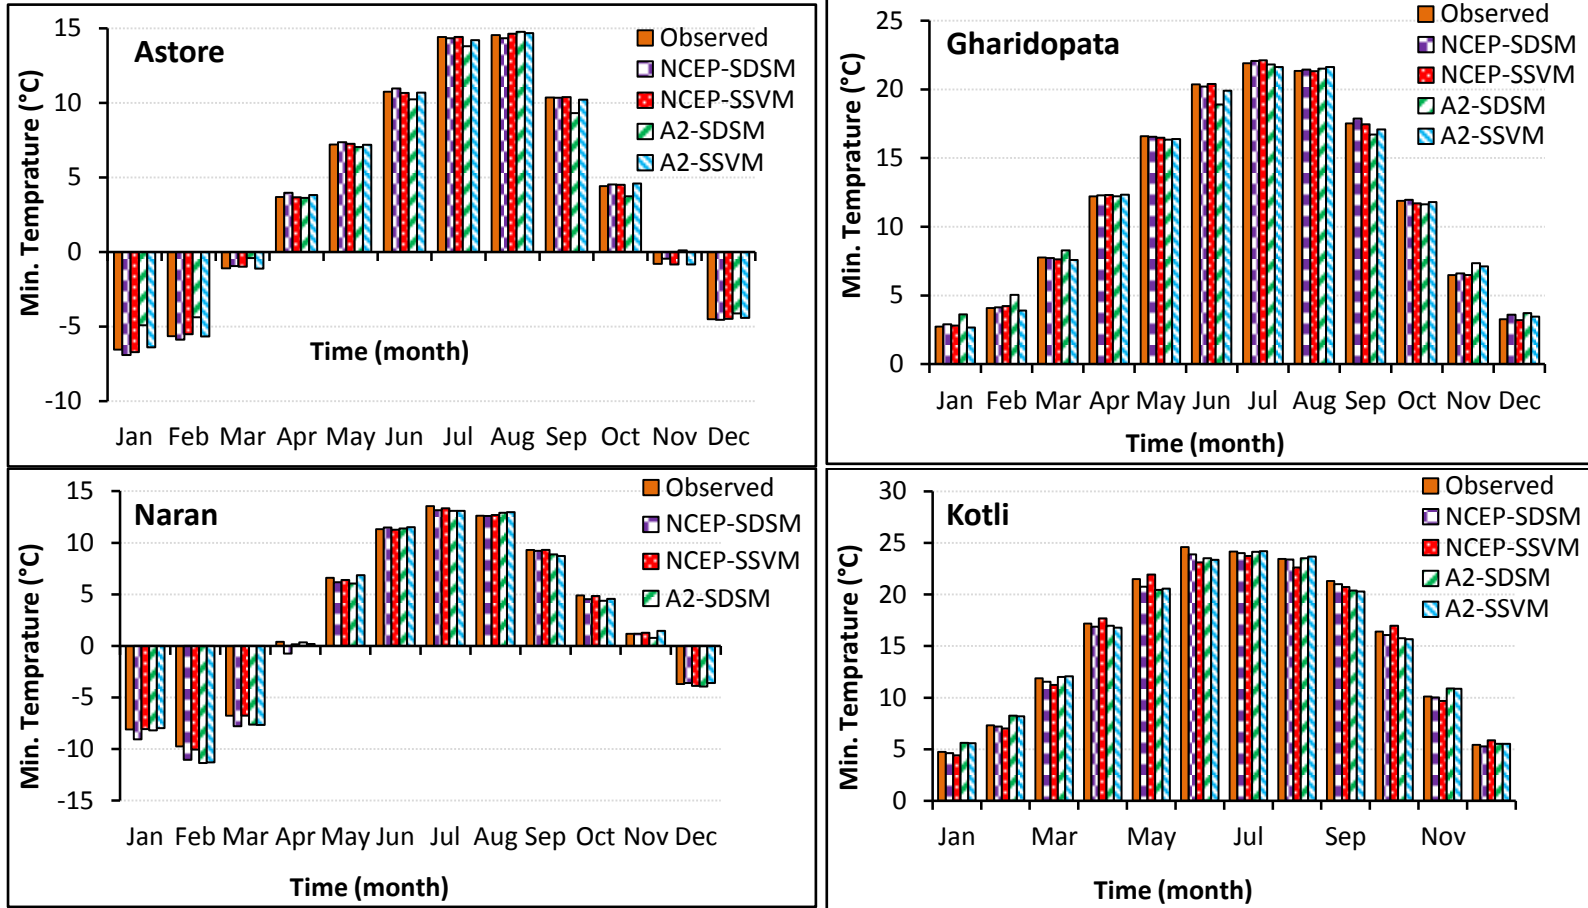 Astore
Min. Temprature (°C)
15
10
5
0
-5
-10
Observed
NCEP-SDSM
NCEP-SSVM
A2-SDSM
A2-SSVM
Time (month)
Jan Feb Mar Apr May Jun Jul Aug Sep Oct Nov Dec
Gharidopata
Min. Temprature (°C)
25
20
15
10
5
0
Observed
NCEP-SDSM
NCEP-SSVM
A2-SDSM
A2-SSVM
Jan Feb Mar Apr May Jun Jul Aug Sep Oct Nov Dec
Time (month)
Naran
Min. Temprature (°C)
15
10
5
0
-5
-10
-15
Observed
NCEP-SDSM
NCEP-SSVM
A2-SDSM
Jan Feb Mar Apr May Jun Jul Aug Sep Oct Nov Dec
Time (month)
Kotli
Min. Temprature (°C)
30
25
20
15
10
5
0
Observed
NCEP-SDSM
NCEP-SSVM
A2-SDSM
A2-SSVM
Jan Mar May Jul Sep Nov
Time (month)